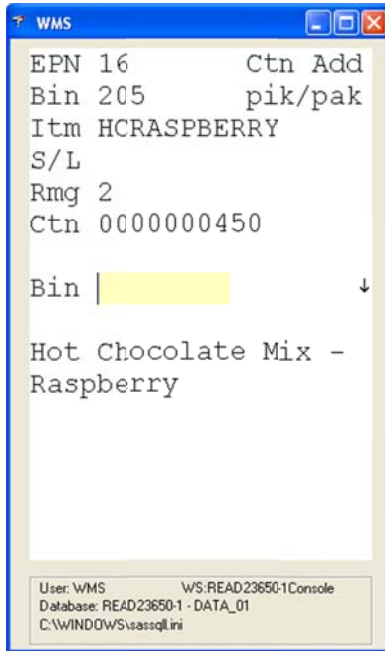 WMS
EPN 16 Ctn Add
Bin 205 pik/pak
Itm HCRASPBERRY
S/L
Rmg 2
Ctn 0000000450
Bin ↓
Hot Chocolate Mix -
Raspberry
User: WMS WS:READ23650-1Console
Database: READ23650-1 - DATA_01
C:\WINDOWS\sassqll.ini